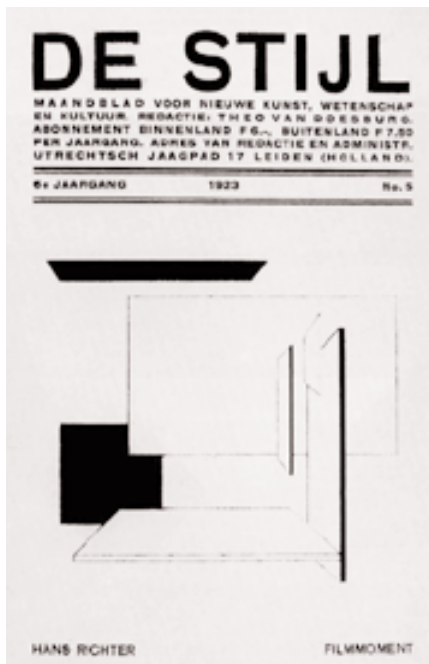 DE STIJL
MAANDBLAD VOOR NIEUWE KUNST, WETENSCHAP
EN KULTUUR. REDACTIE: THEO VAN DOESBURG.
ABONNEMENT BINNENLAND F 6.-, BUITENLAND F 7.50
PER JAARGANG. ADRES VAN REDACTIE EN ADMINISTR.
UTRECHTSCH JAAGPAD 17 LEIDEN (HOLLAND).
6e JAARGANG 1923 No. 5
HANS RICHTER FILMMOMENT